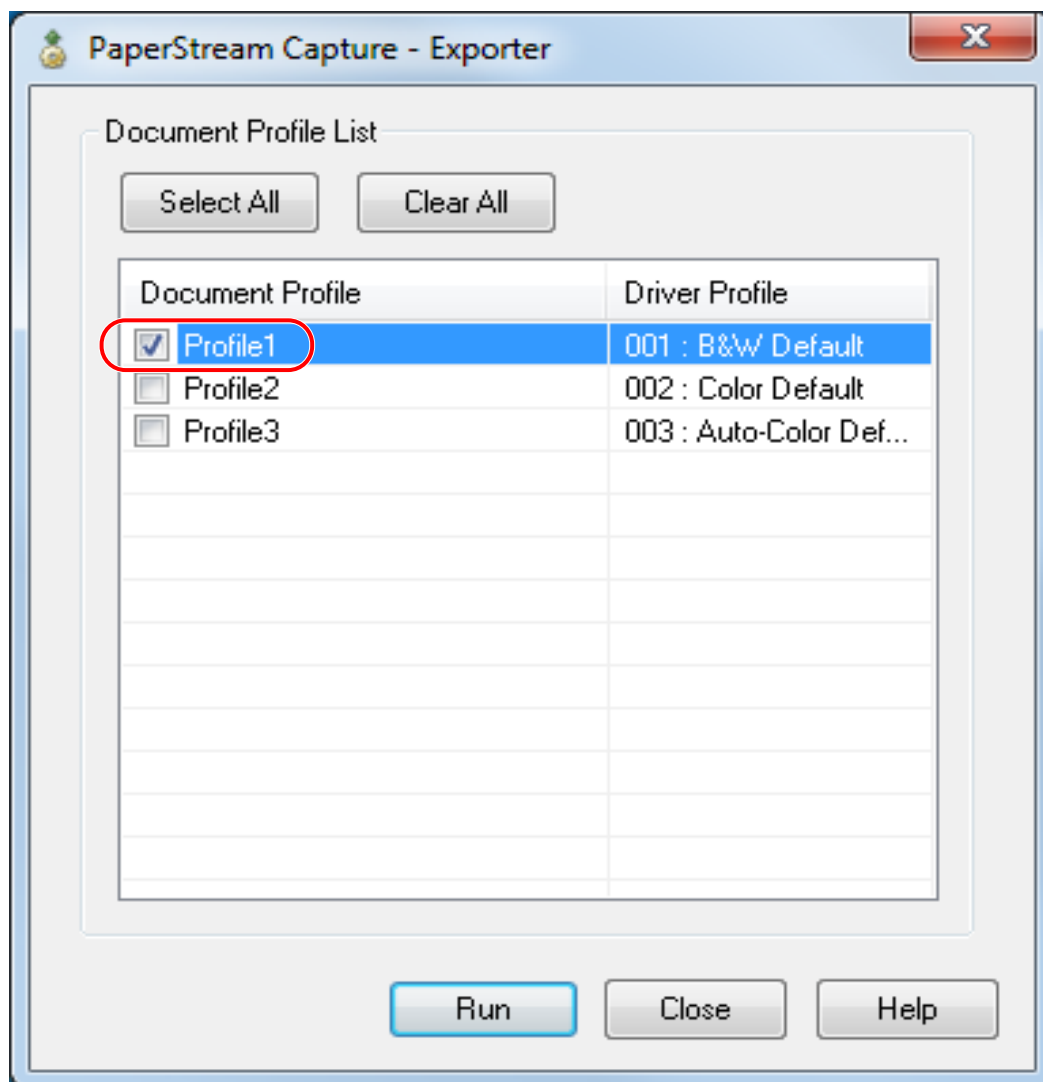 PaperStream Capture - Exporter
Document Profile List
Select All Clear All
Document Profile Driver Profile
Profile1 001 : B&W Default
Profile2 002 : Color Default
Profile3 003 : Auto-Color Def...
Run Close Help